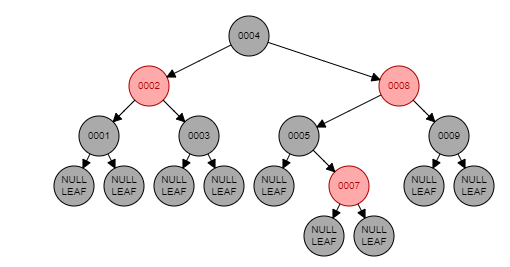 0004
0002
0008
0001
0003
0005
0009
NULL
LEAF
NULL
LEAF
NULL
LEAF
NULL
LEAF
NULL
LEAF
0007
NULL
LEAF
NULL
LEAF
NULL
LEAF
NULL
LEAF